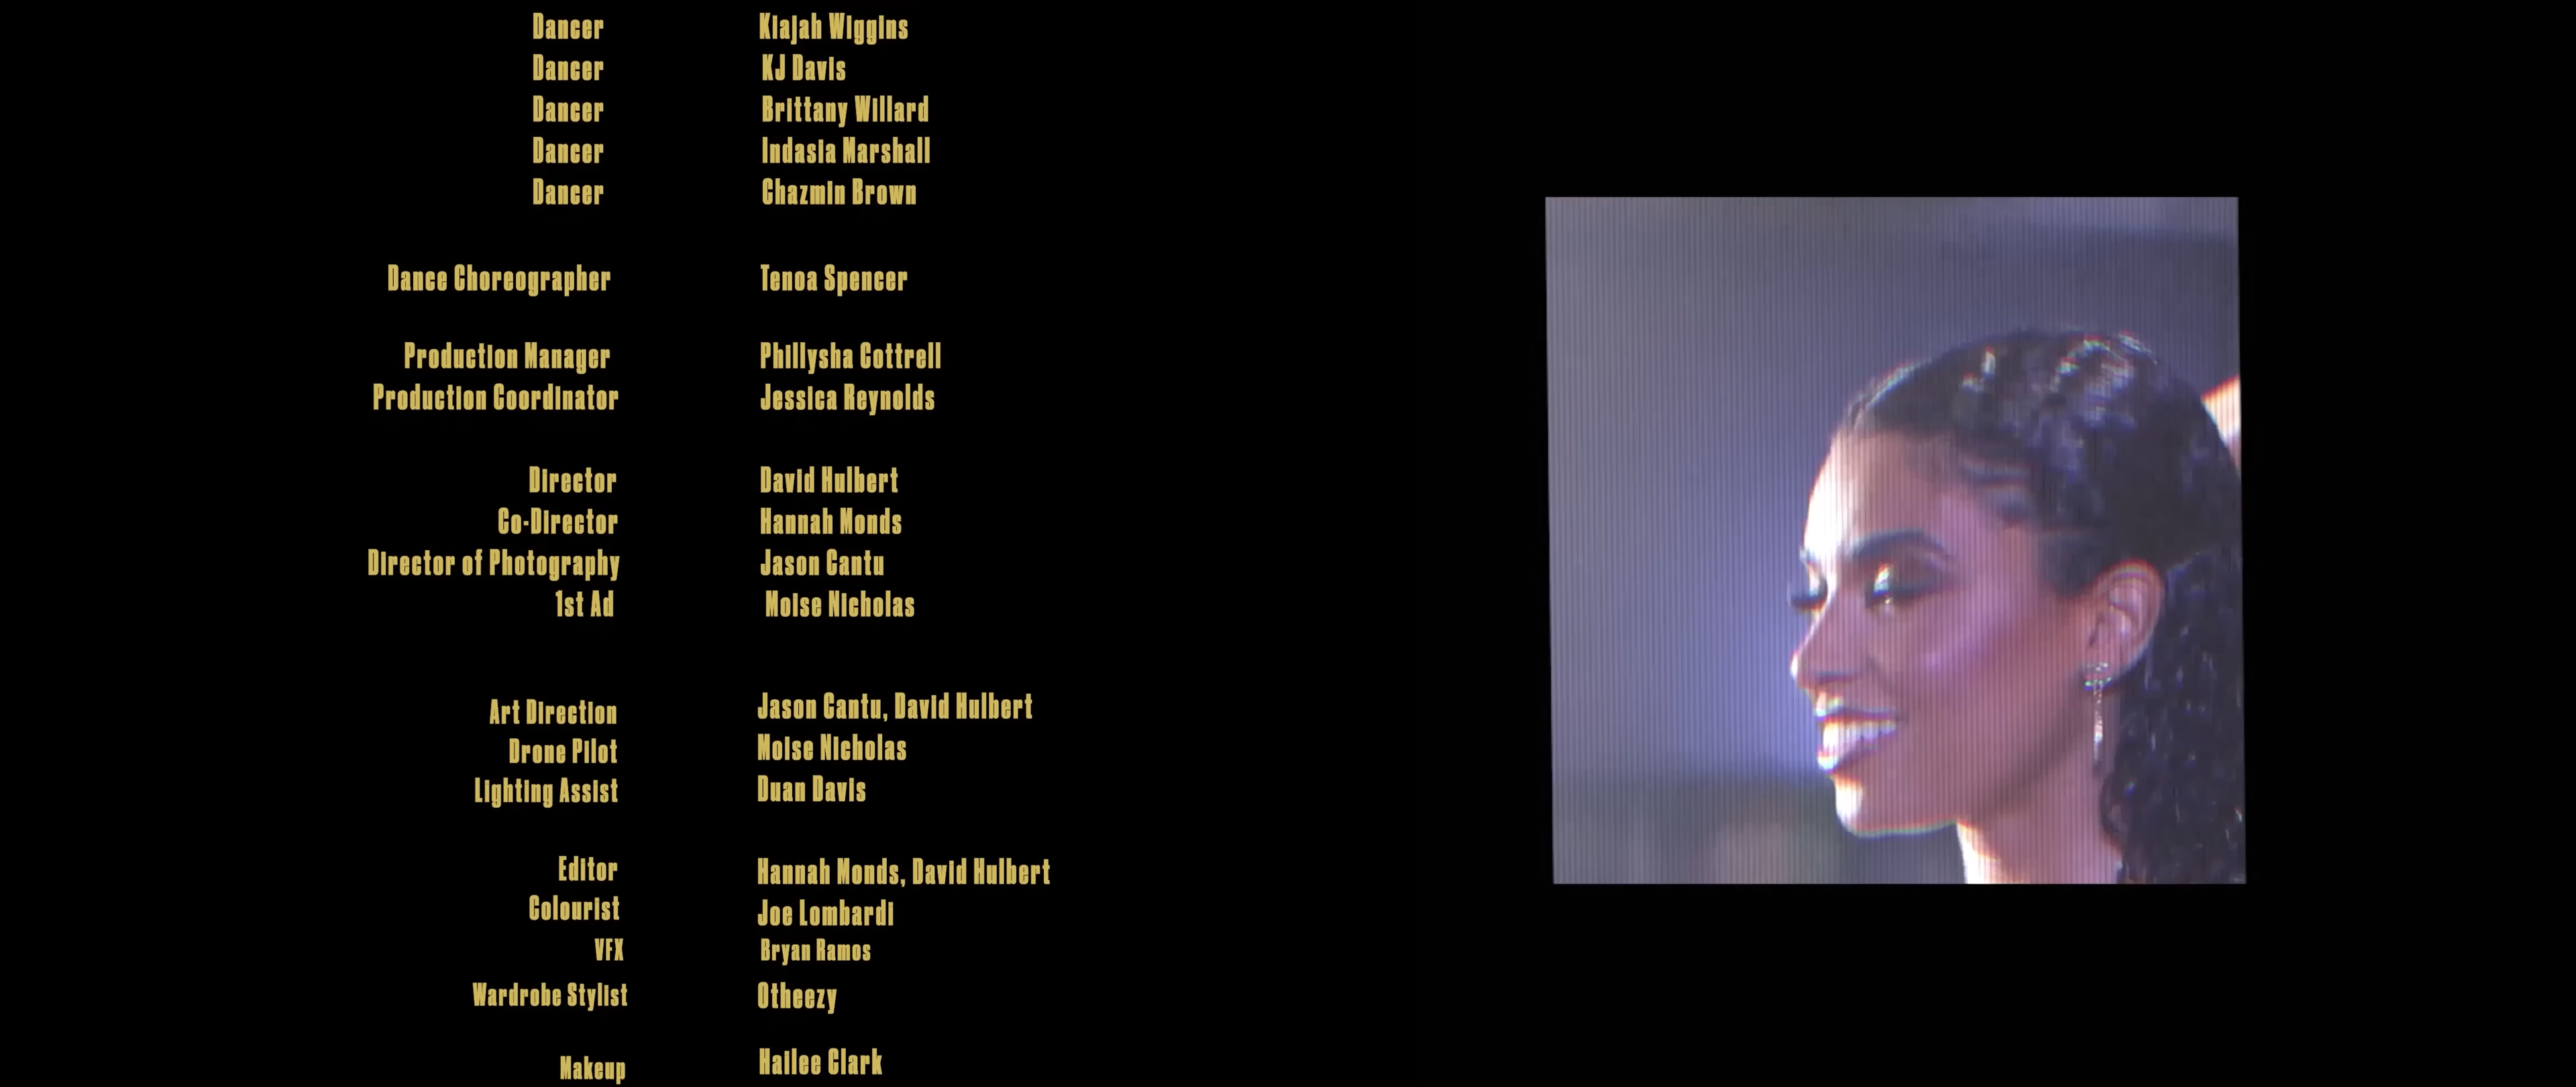 Dancer Kiajah Wiggins
Dancer KJ Davis
Dancer Brittany Willard
Dancer Indasia Marshall
Dancer Chazmin Brown
Dance Choreographer Tenoa Spencer
Production Manager Phillysha Cottrell
Production Coordinator Jessica Reynolds
Director David Hulbert
Co-Director Hannah Monds
Director of Photography Jason Cantu
1st Ad Moise Nicholas
Art Direction Jason Cantu, David Hulbert
Drone Pilot Moise Nicholas
Lighting Assist Duan Davis
Editor Hannah Monds, David Hulbert
Colourist Joe Lombardi
VFX Bryan Ramos
Wardrobe Stylist Otheezy
Makeup Hailee Clark